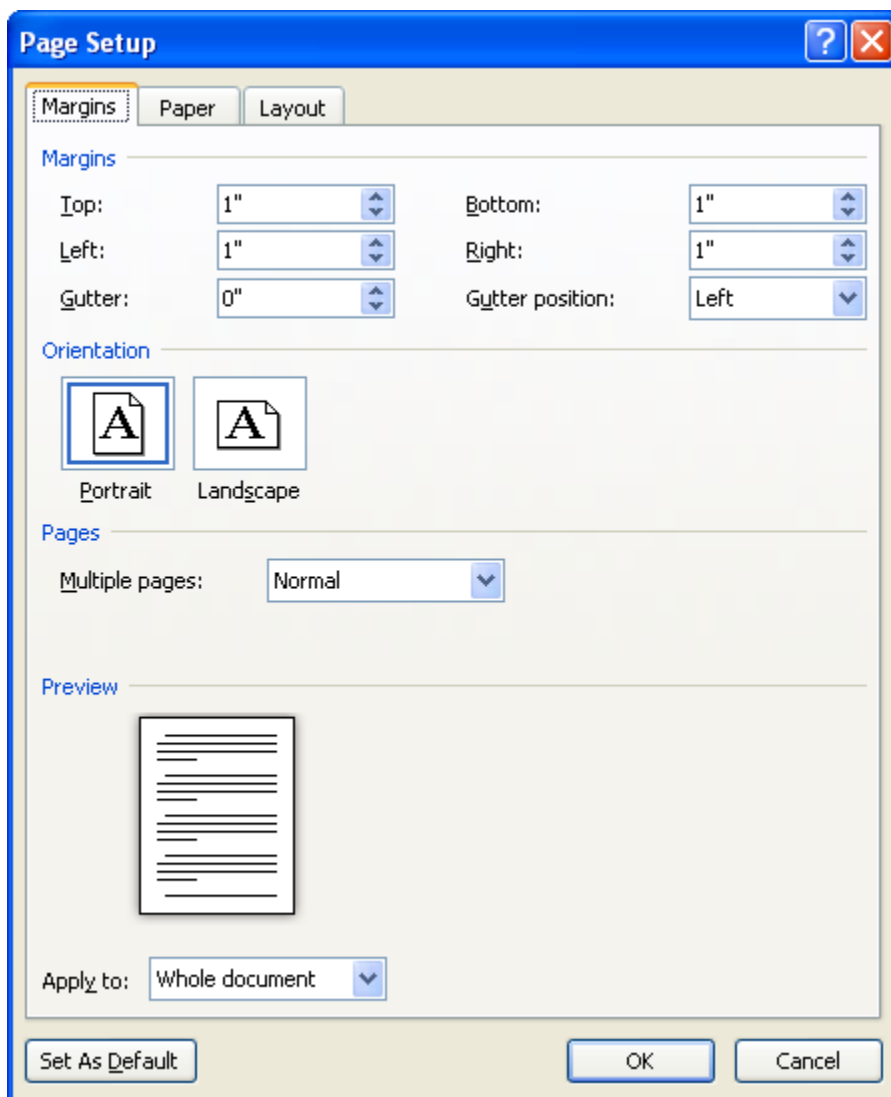 Page Setup
Margins Paper Layout
Margins
Top: 1" Bottom: 1"
Left: 1" Right: 1"
Gutter: 0" Gutter position: Left
Orientation
A A
Portrait Landscape
Pages
Multiple pages: Normal
Preview
Apply to: Whole document
Set As Default OK Cancel